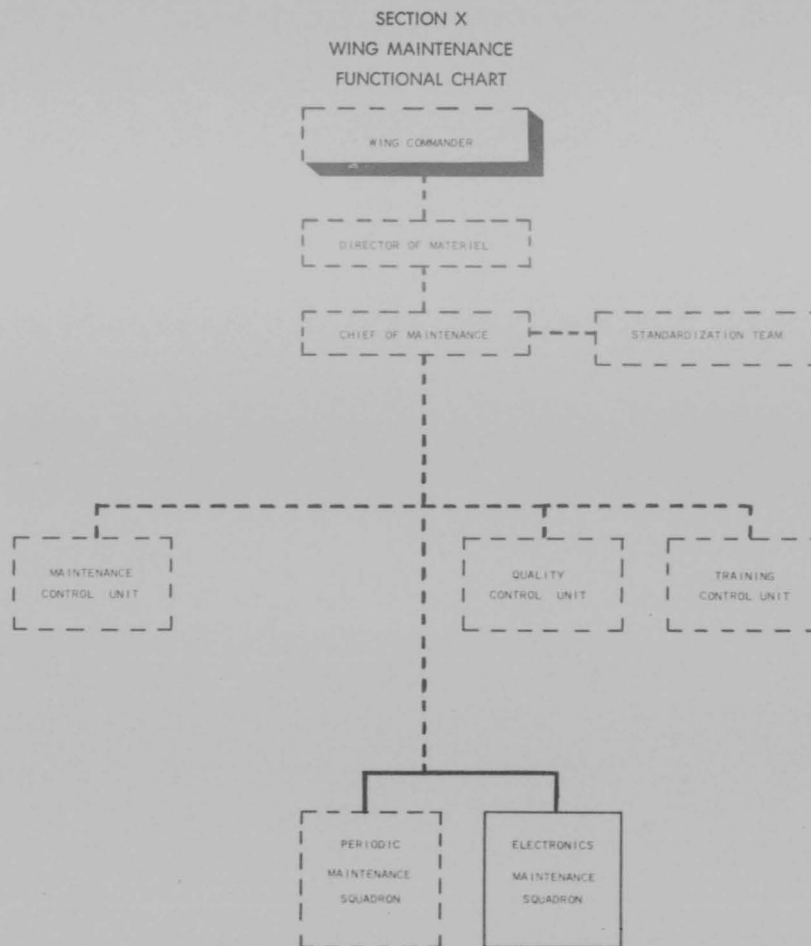 SECTION X
WING MAINTENANCE
FUNCTIONAL CHART
WING COMMANDER
DIRECTOR OF MATERIEL
CHIEF OF MAINTENANCE
STANDARDIZATION TEAM
MAINTENANCE
CONTROL UNIT
QUALITY
CONTROL UNIT
TRAINING
CONTROL UNIT
PERIODIC
MAINTENANCE
SQUADRON
ELECTRONICS
MAINTENANCE
SQUADRON